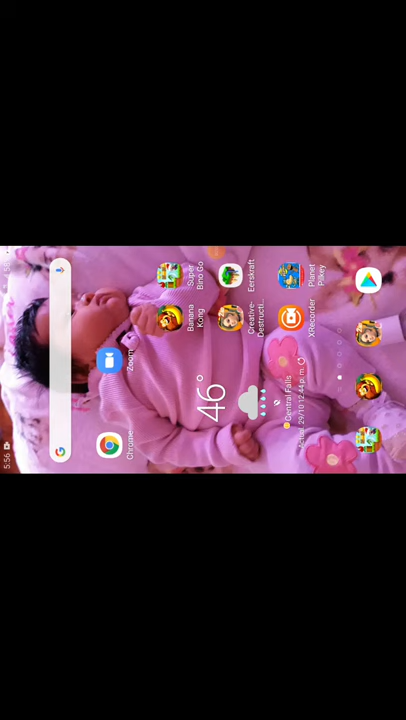 5:56
Chrome
Zoom
Banana
Kong
Super
Bino Go
Creative-
Destructi...
Eerskraft
XRecorder
Planet
Pikey
46°
Central Falls
Actual. 29/10 12:44 p. m.